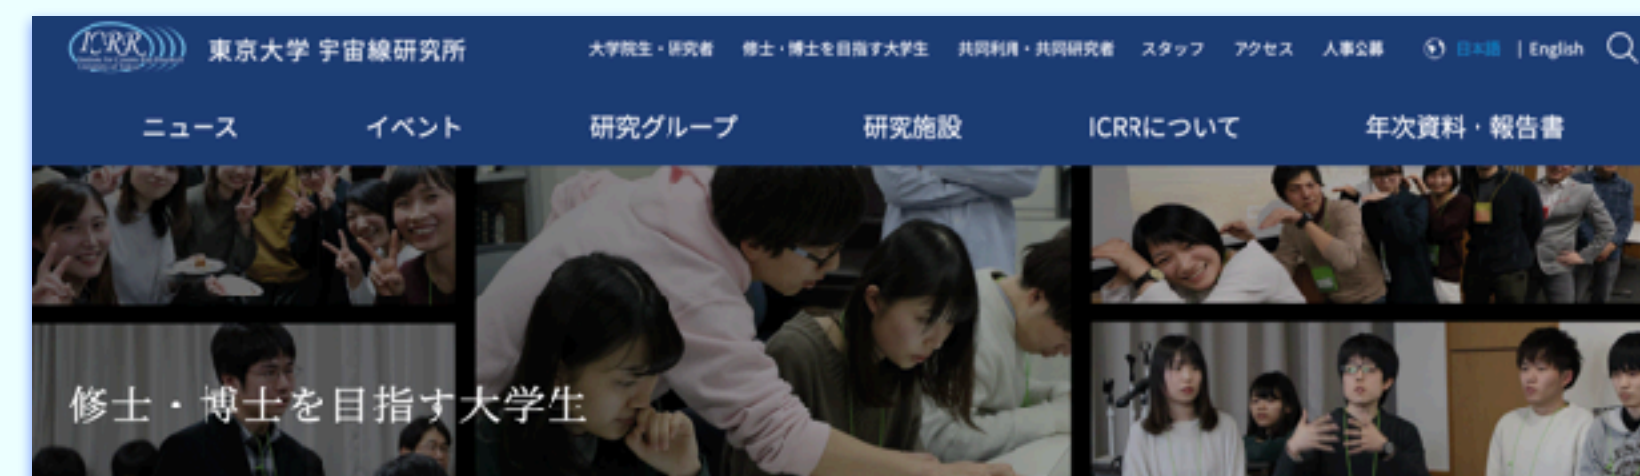 ICRR
東京大学 宇宙線研究所
大学院生・研究者 修士・博士を目指す大学生 共同利用・共同研究者 スタッフ アクセス 人事公募 日本語 | English
ニュース イベント 研究グループ 研究施設 ICRRについて 年次資料・報告書
修士・博士を目指す大学生